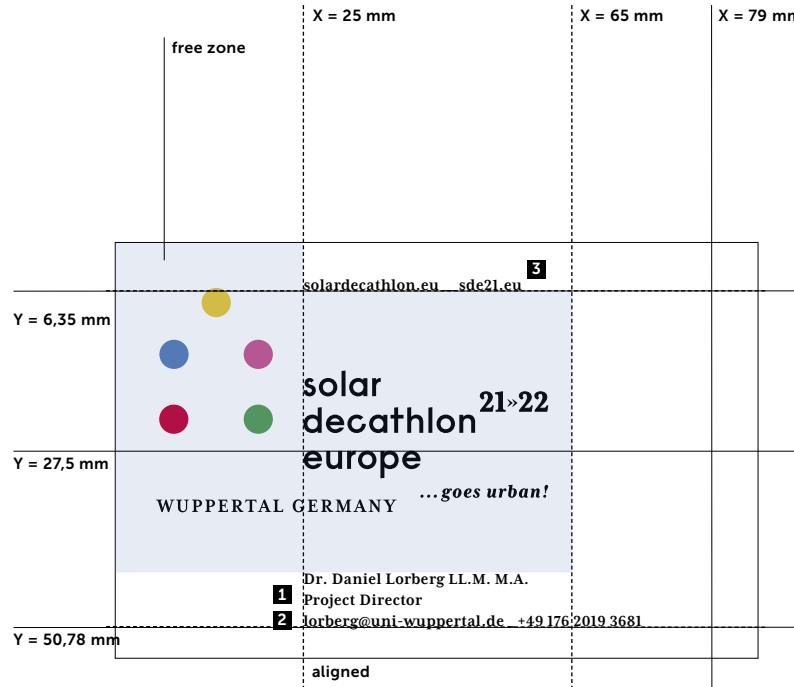 X = 25 mm
X = 65 mm
X = 79 mm
free zone
3
solardecathlon.eu _ sde21.eu
Y = 6,35 mm
solar
decathlon
europe
21»22
Y = 27,5 mm
...goes urban!
WUPPERTAL GERMANY
Dr. Daniel Lorberg LL.M. M.A.
1
Project Director
2
lorberg@uni-wuppertal.de _ +49 176 2019 3681
Y = 50,78 mm
aligned